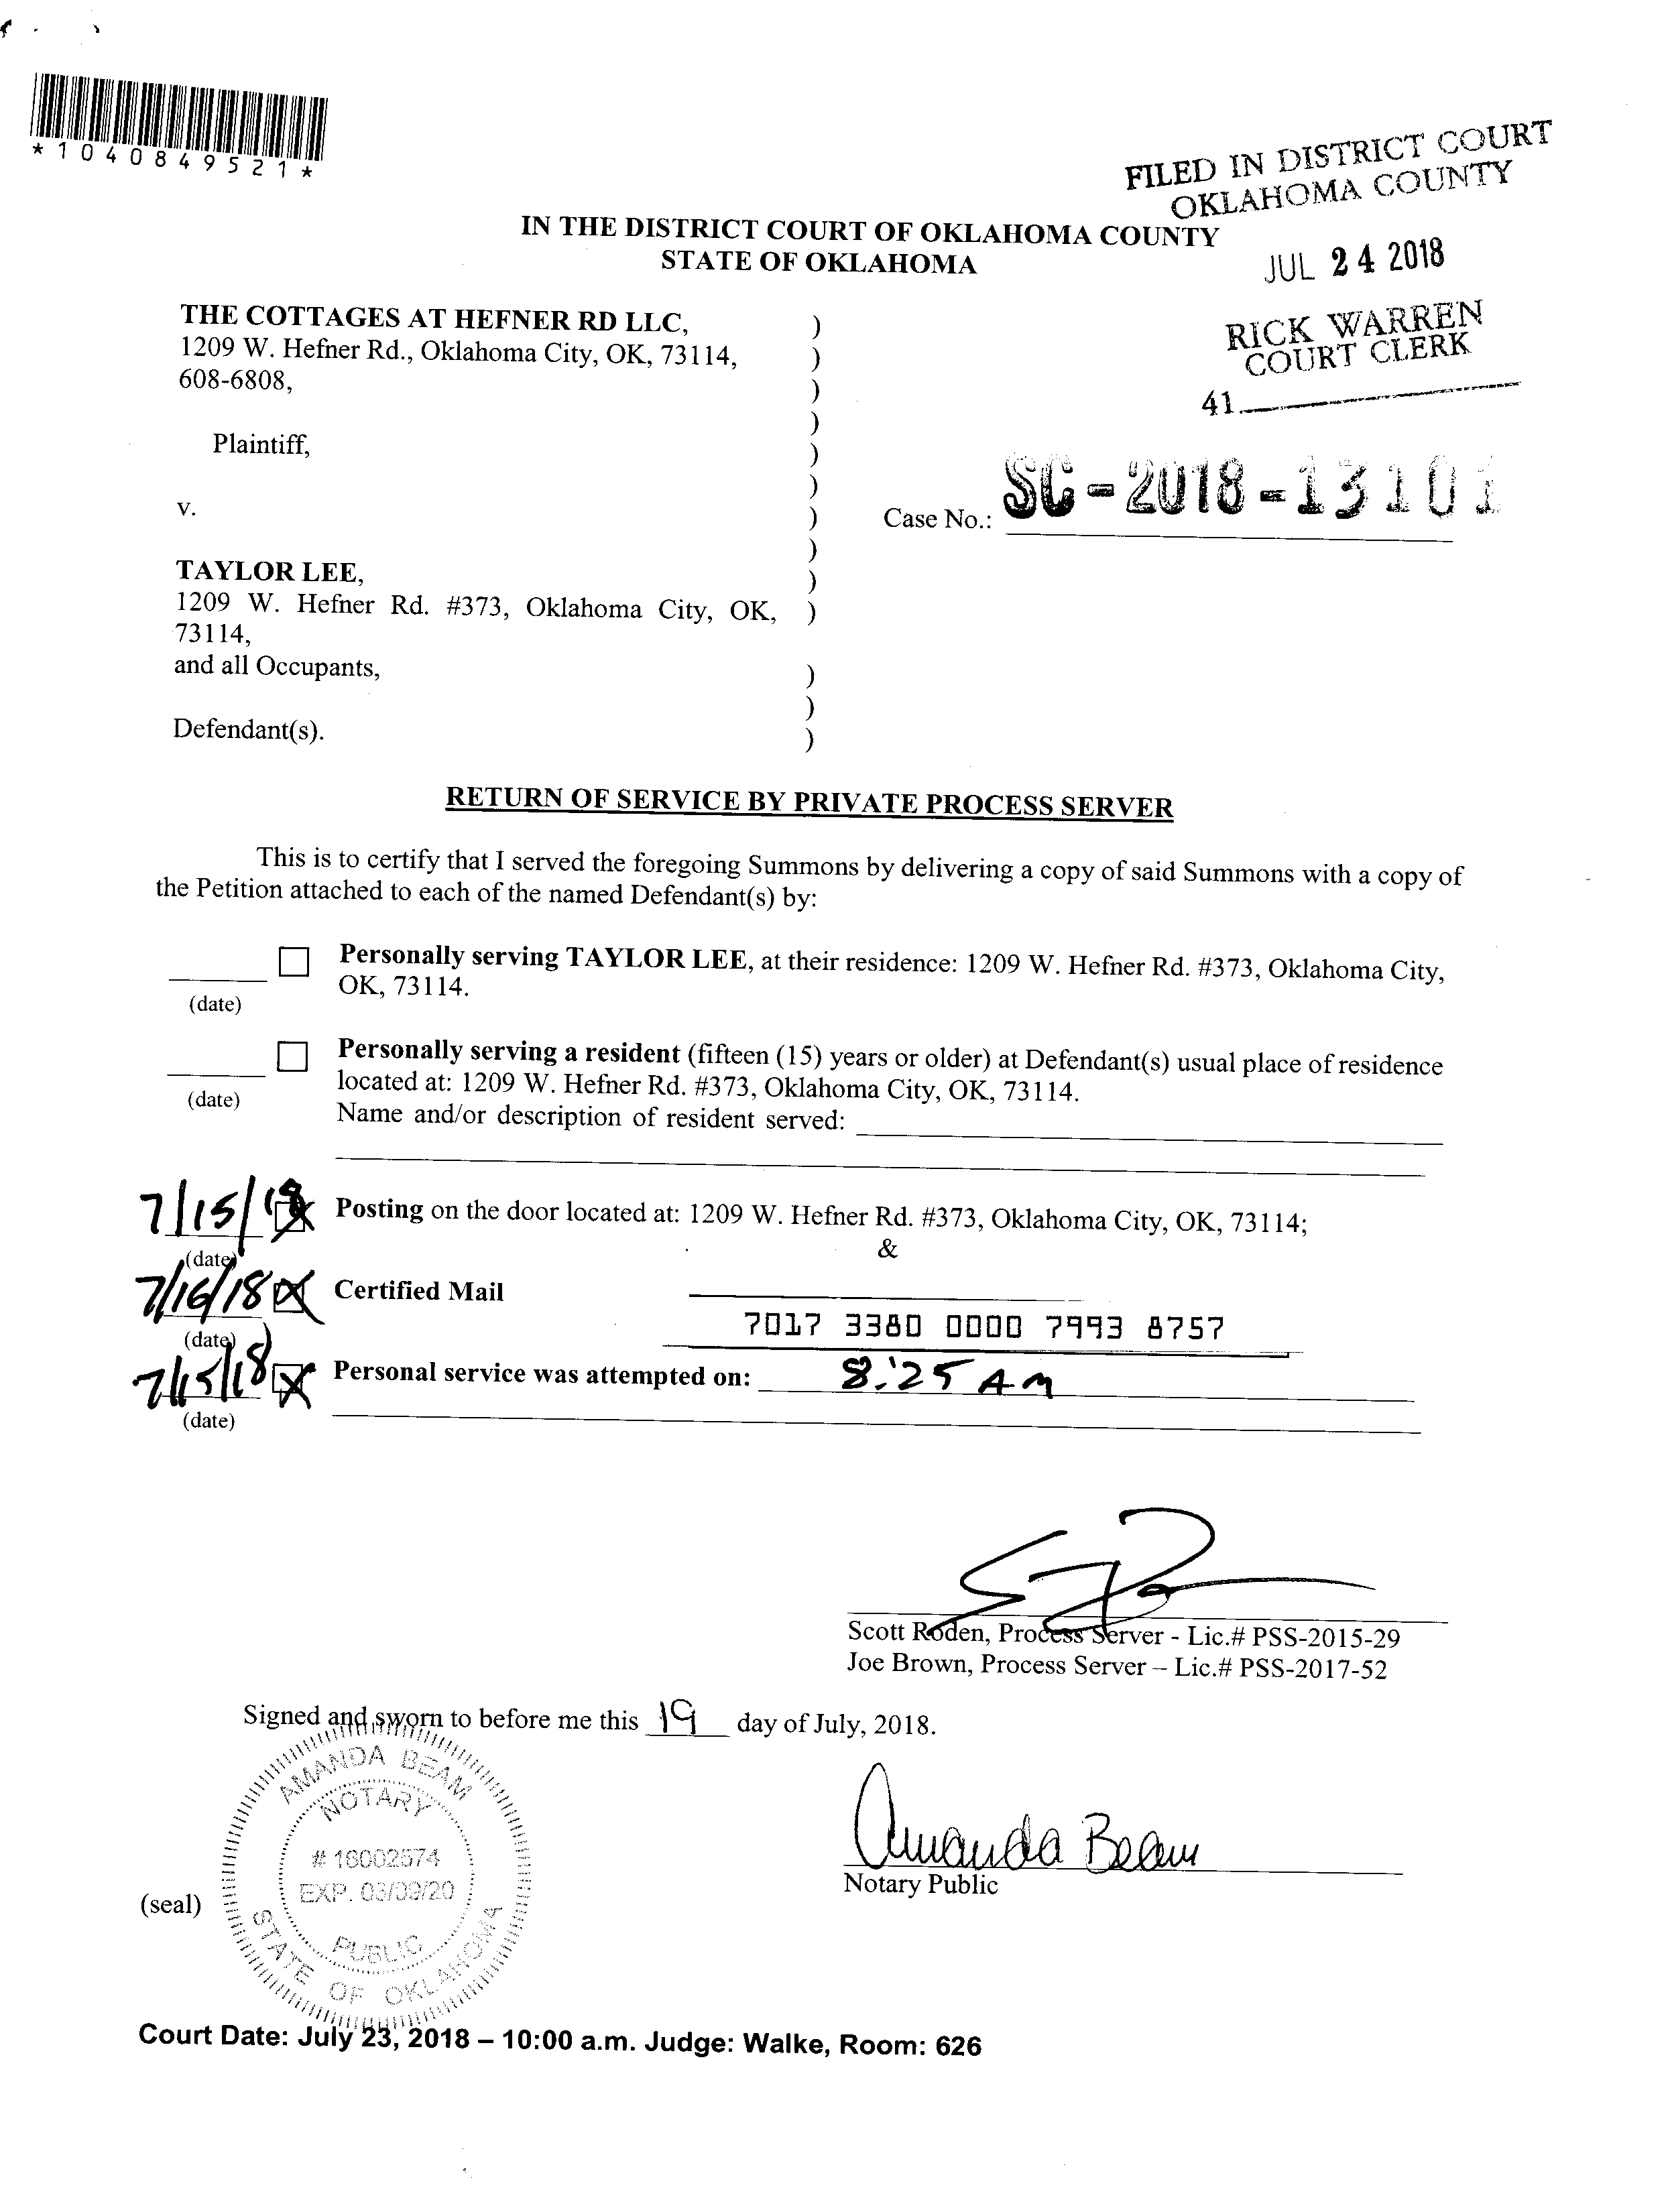 *1040849521*
FILED IN DISTRICT COURT
OKLAHOMA COUNTY
IN THE DISTRICT COURT OF OKLAHOMA COUNTY
STATE OF OKLAHOMA
JUL 24 2018
RICK WARREN
COURT CLERK
41
THE COTTAGES AT HEFNER RD LLC, )
1209 W. Hefner Rd., Oklahoma City, OK, 73114, )
608-6808, )
)
Plaintiff, )
)
v. ) Case No.: SC-2018-13101
)
TAYLOR LEE, )
1209 W. Hefner Rd. #373, Oklahoma City, OK, )
73114,
and all Occupants, )
)
Defendant(s). )
RETURN OF SERVICE BY PRIVATE PROCESS SERVER
This is to certify that I served the foregoing Summons by delivering a copy of said Summons with a copy of
the Petition attached to each of the named Defendant(s) by:
Personally serving TAYLOR LEE, at their residence: 1209 W. Hefner Rd. #373, Oklahoma City,
(date) OK, 73114.
Personally serving a resident (fifteen (15) years or older) at Defendant(s) usual place of residence
(date) located at: 1209 W. Hefner Rd. #373, Oklahoma City, OK, 73114.
Name and/or description of resident served:
7/15/18 Posting on the door located at: 1209 W. Hefner Rd. #373, Oklahoma City, OK, 73114;
(date) &
7/16/18 Certified Mail
7017 3380 0000 7993 8757
(date)
7/15/18 Personal service was attempted on: 8:25 AM
(date)
Scott Roden, Process Server - Lic.# PSS-2015-29
Joe Brown, Process Server – Lic.# PSS-2017-52
Signed and sworn to before me this 19 day of July, 2018.
AMANDA BEAM
NOTARY
# 16002574
EXP. 03/09/20
PUBLIC
STATE OF OKLAHOMA
Amanda Beam
Notary Public
(seal)
Court Date: July 23, 2018 – 10:00 a.m. Judge: Walke, Room: 626